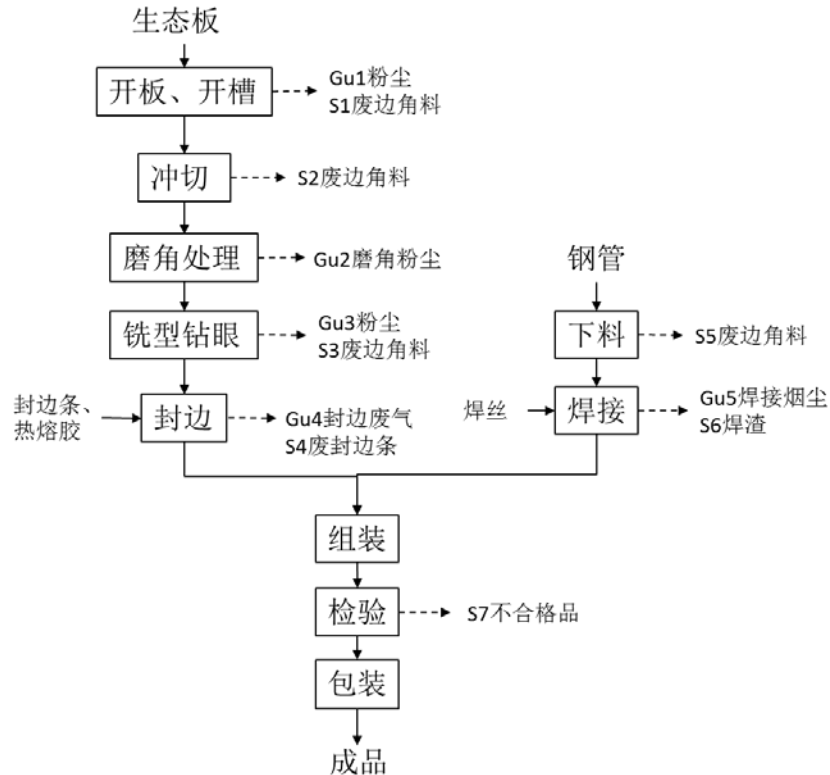 生态板
开板、开槽
Gu1粉尘
S1废边角料
冲切
S2废边角料
磨角处理
Gu2磨角粉尘
铣型钻眼
Gu3粉尘
S3废边角料
封边条、
热熔胶
封边
Gu4封边废气
S4废封边条
钢管
下料
S5废边角料
焊丝
焊接
Gu5焊接烟尘
S6焊渣
组装
检验
S7不合格品
包装
成品